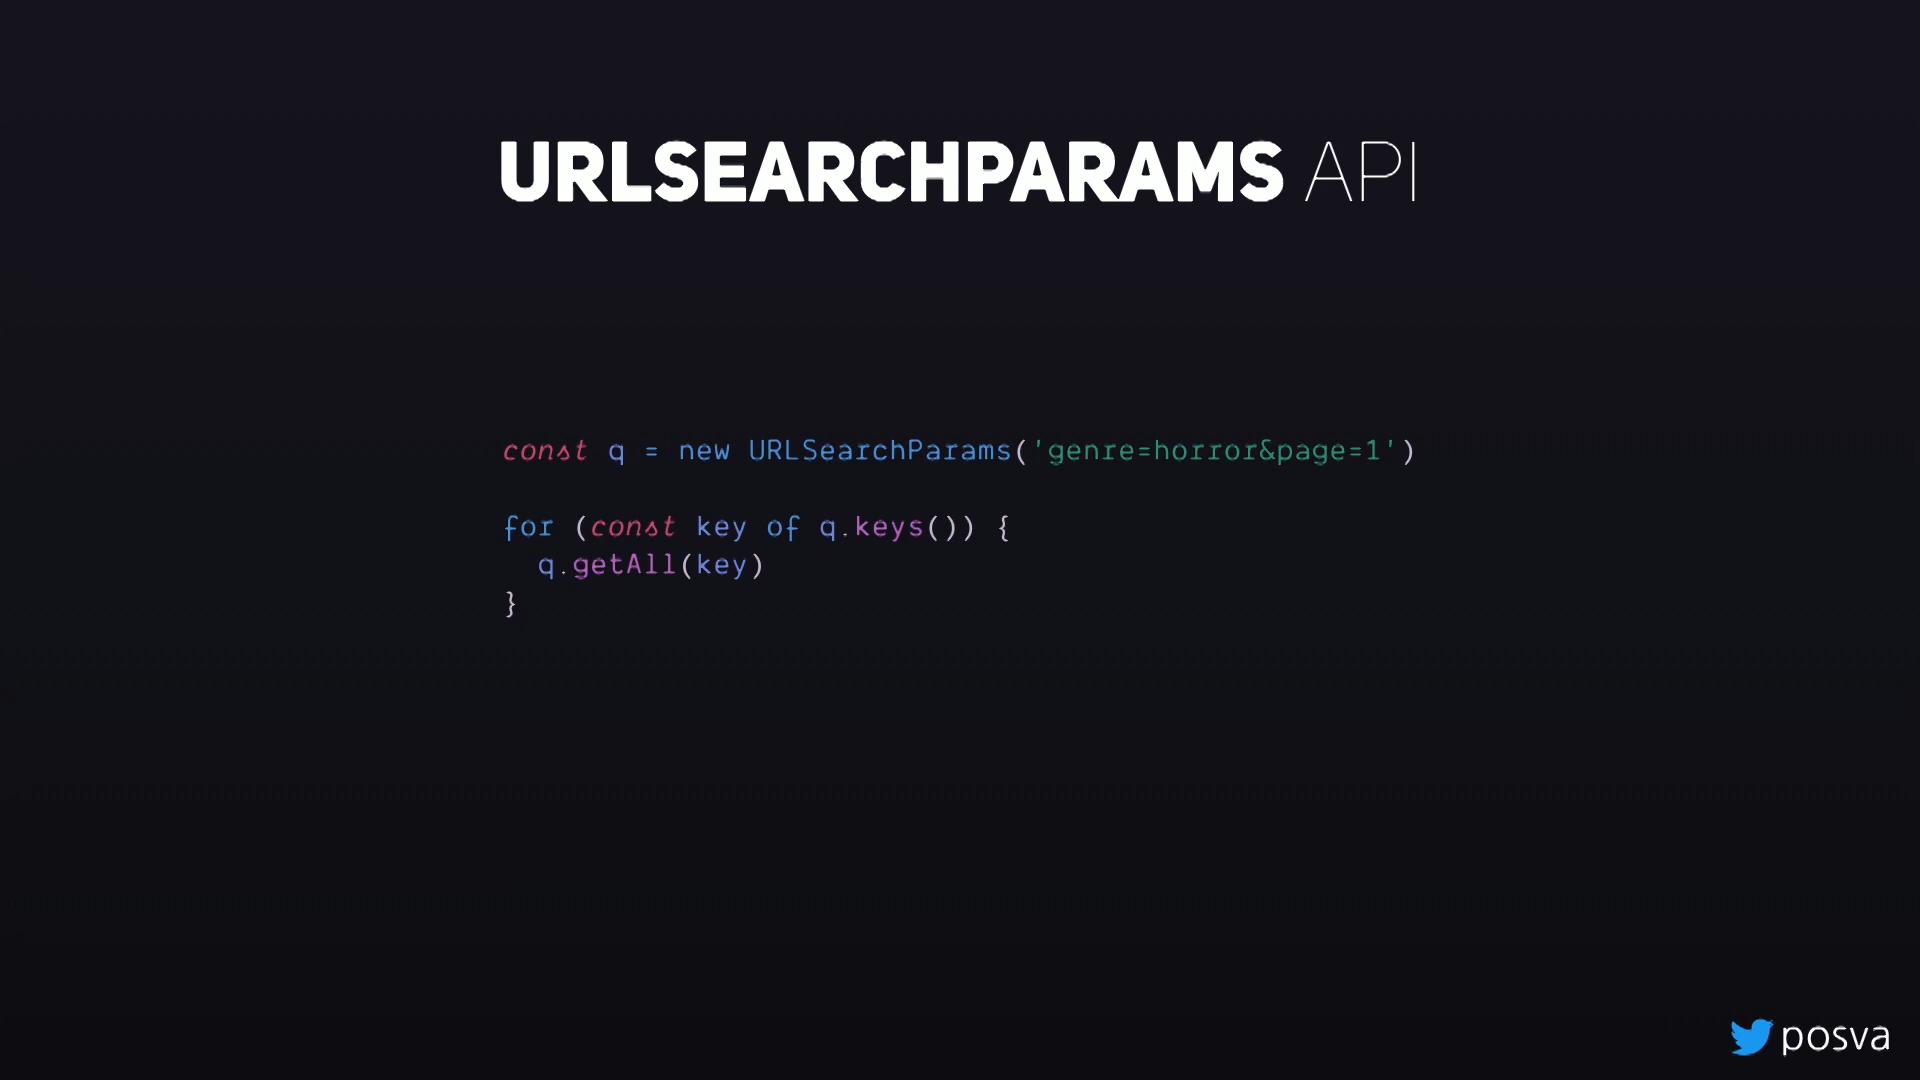 URLSEARCHPARAMS API
const q = new URLSearchParams('genre=horror&page=1')
for (const key of q.keys()) {
  q.getAll(key)
}
posva